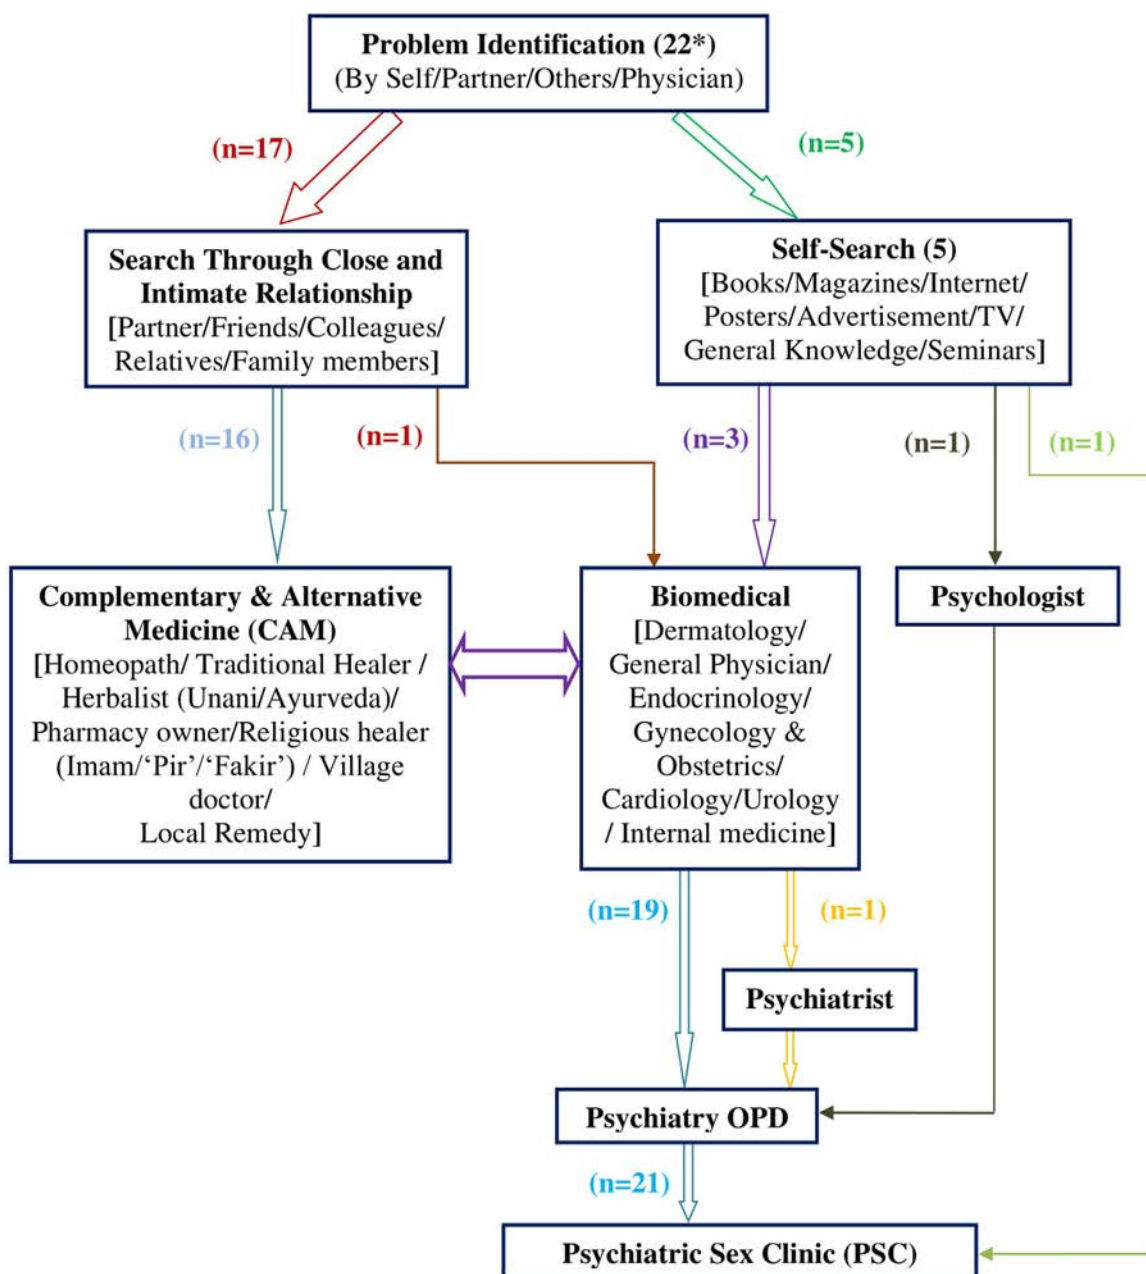 Problem Identification (22*)
(By Self/Partner/Others/Physician)
(n=17)
(n=5)
Search Through Close and
Intimate Relationship
[Partner/Friends/Colleagues/
Relatives/Family members]
Self-Search (5)
[Books/Magazines/Internet/
Posters/Advertisement/TV/
General Knowledge/Seminars]
(n=16)
(n=1)
(n=3)
(n=1)
(n=1)
Complementary & Alternative
Medicine (CAM)
[Homeopath/ Traditional Healer /
Herbalist (Unani/Ayurveda)/
Pharmacy owner/Religious healer
(Imam/‘Pir’/‘Fakir’) / Village
doctor/
Local Remedy]
Biomedical
[Dermatology/
General Physician/
Endocrinology/
Gynecology &
Obstetrics/
Cardiology/Urology
/ Internal medicine]
Psychologist
(n=19)
(n=1)
Psychiatrist
Psychiatry OPD
(n=21)
Psychiatric Sex Clinic (PSC)